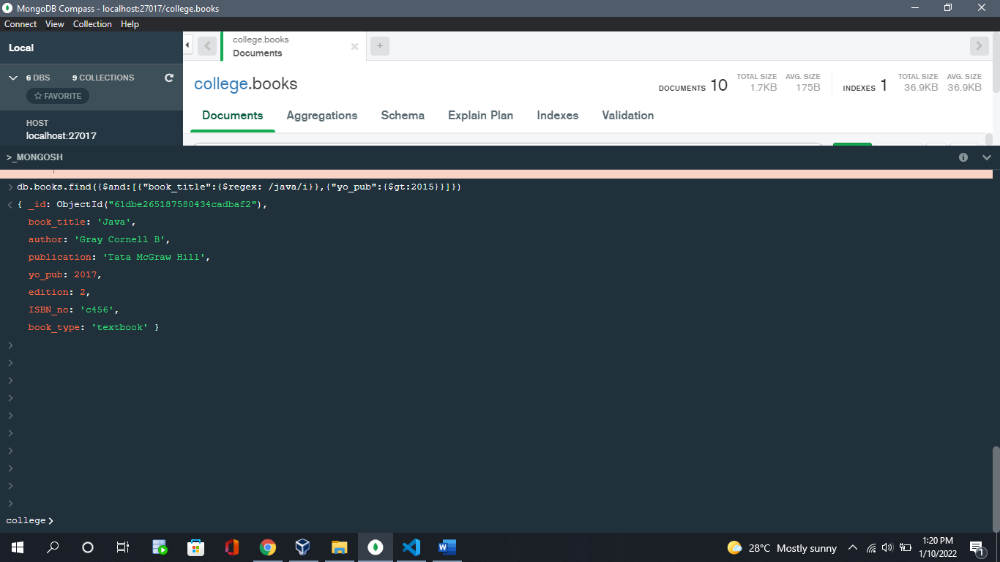 MongoDB Compass - localhost:27017/college.books
Connect View Collection Help
Local
college.books
Documents
+
6 DBS 9 COLLECTIONS
FAVORITE
college.books
DOCUMENTS 10 TOTAL SIZE 1.7KB AVG. SIZE 175B INDEXES 1 TOTAL SIZE 36.9KB AVG. SIZE 36.9KB
HOST
localhost:27017
Documents Aggregations Schema Explain Plan Indexes Validation
>_MONGOSH
> db.books.find({$and:[{"book_title":{$regex: /java/i}},{"yo_pub":{$gt:2015}}]})
< { _id: ObjectId("61dbe265187580434cadbaf2"),
book_title: 'Java',
author: 'Gray Cornell B',
publication: 'Tata McGraw Hill',
yo_pub: 2017,
edition: 2,
ISBN_no: 'c456',
book_type: 'textbook' }
>
>
>
>
>
>
>
>
>
>
college>
28°C Mostly sunny
1:20 PM
1/10/2022
1